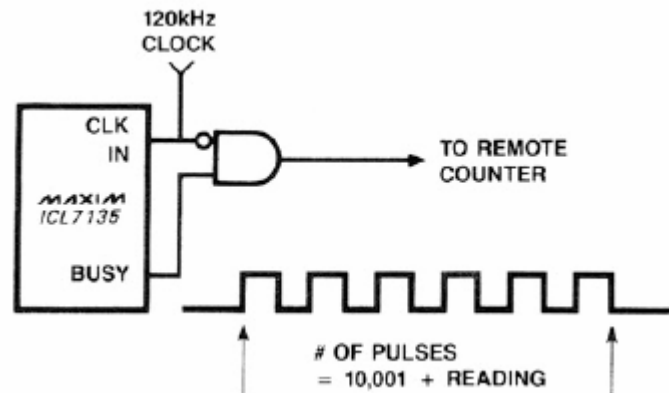 120kHz
CLOCK
CLK
IN
MAXIM
ICL7135
BUSY
TO REMOTE
COUNTER
# OF PULSES
= 10,001 + READING